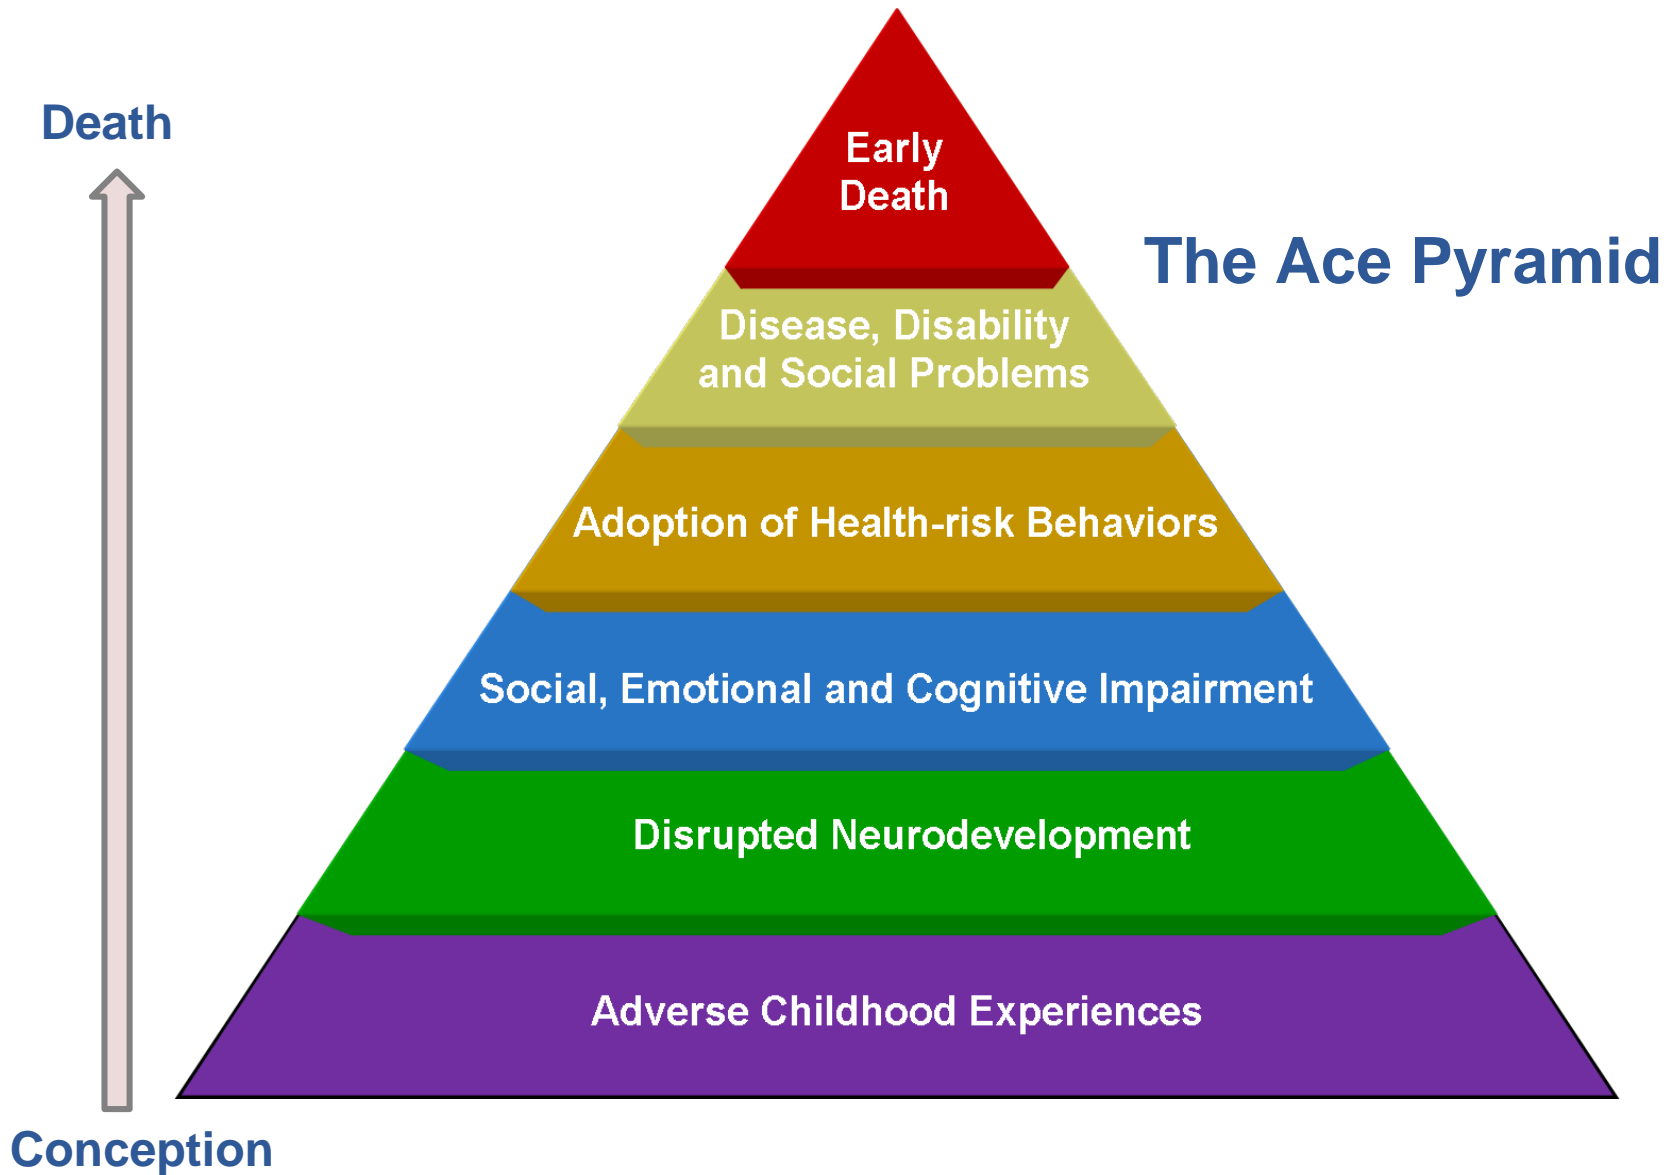 Death
Early
Death
The Ace Pyramid
Disease, Disability
and Social Problems
Adoption of Health-risk Behaviors
Social, Emotional and Cognitive Impairment
Disrupted Neurodevelopment
Adverse Childhood Experiences
Conception